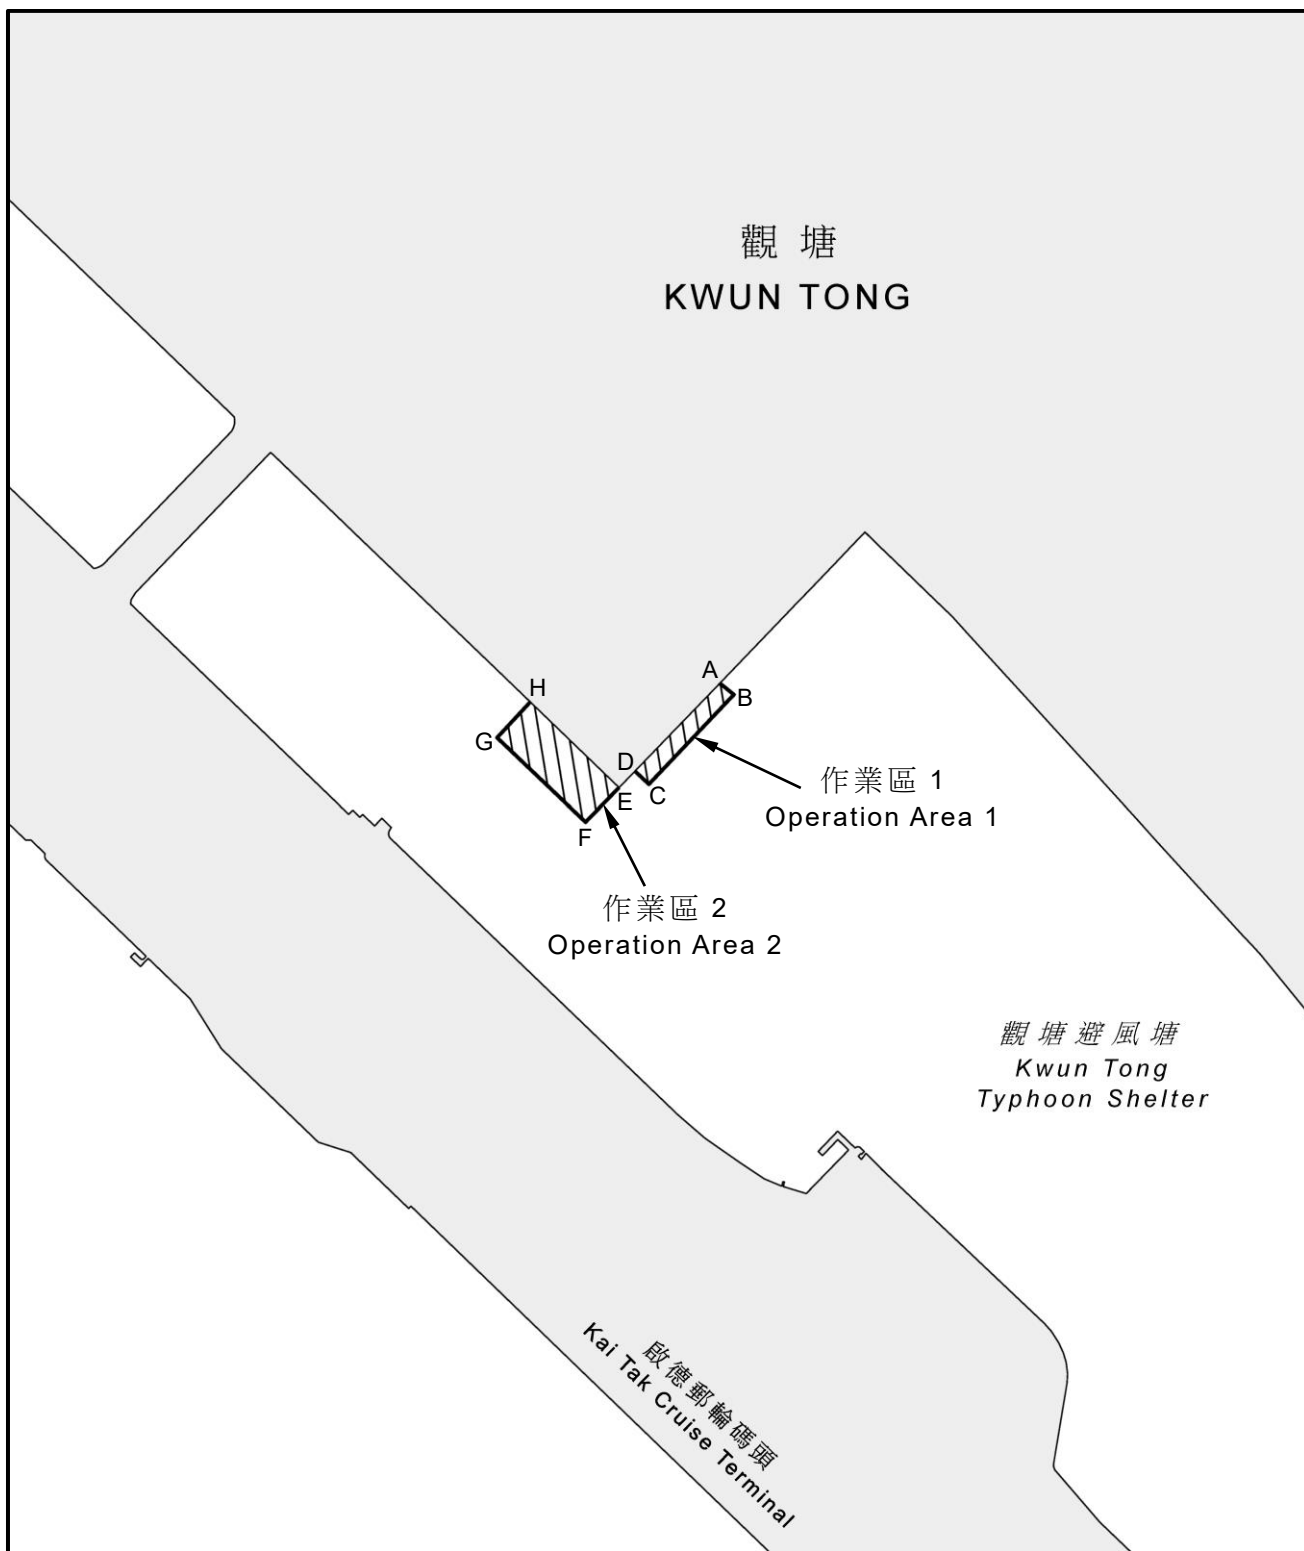 觀塘
KWUN TONG
A
B
H
G
D
C
E
F
作業區 1
Operation Area 1
作業區 2
Operation Area 2
觀塘避風塘
Kwun Tong
Typhoon Shelter
啟德郵輪碼頭
Kai Tak Cruise Terminal